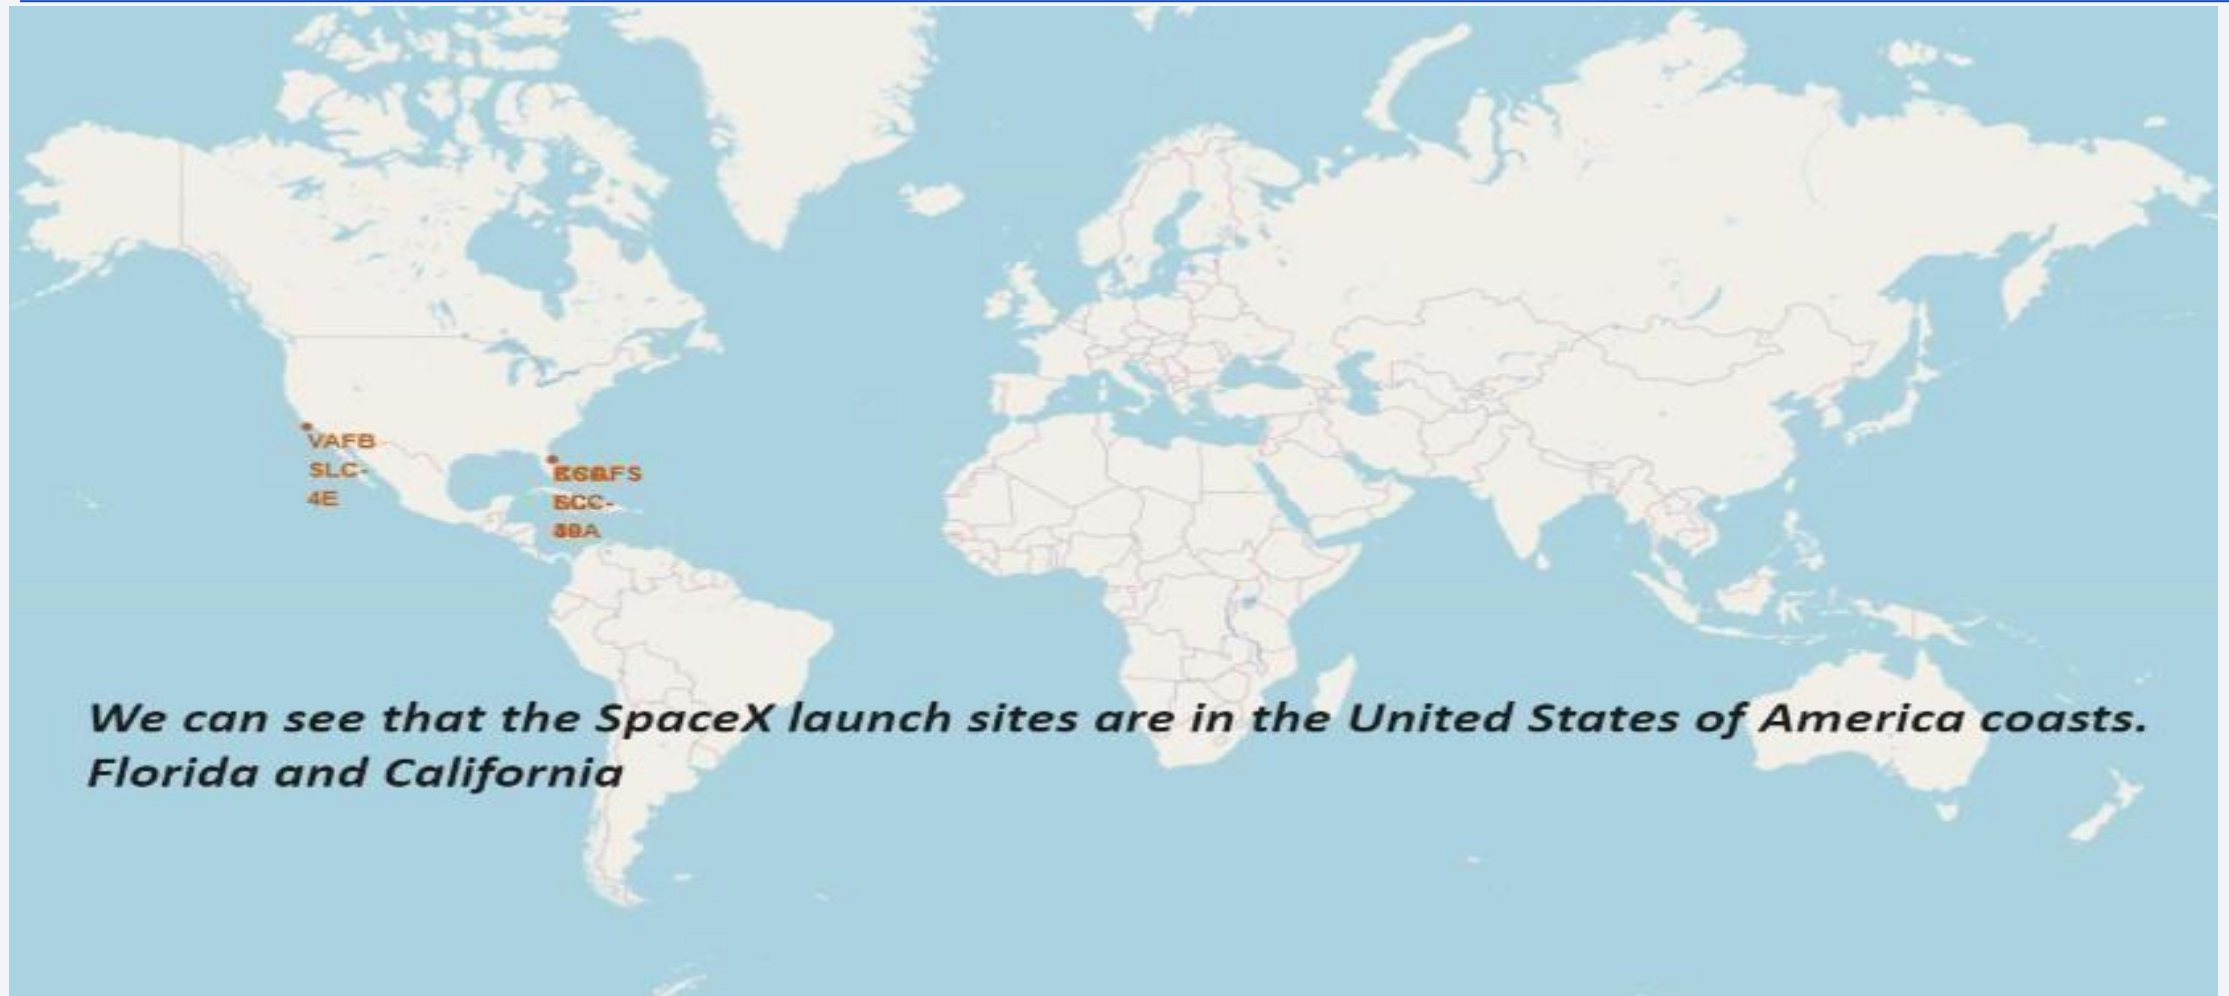 VAFB
SLC-
4E
We can see that the SpaceX launch sites are in the United States of America coasts.
Florida and California